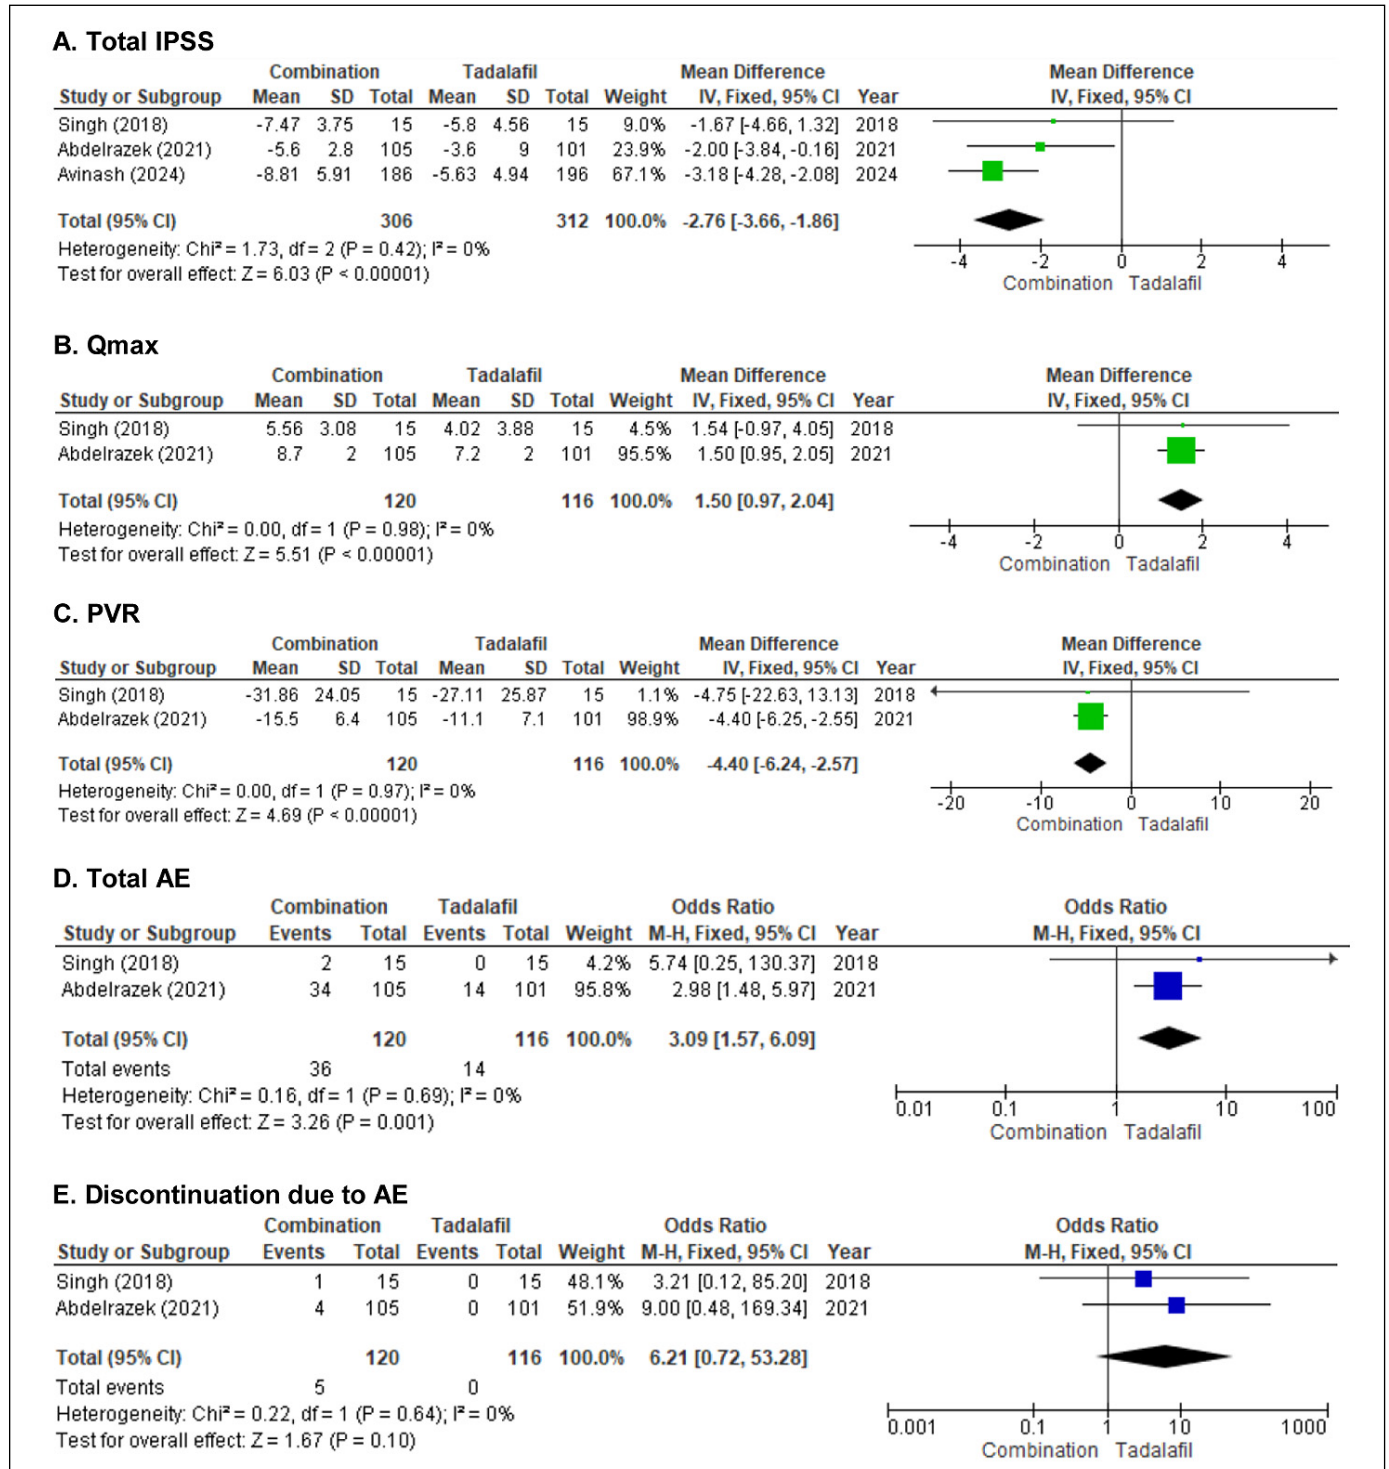 A. Total IPSS
Combination Tadalafil Mean Difference Mean Difference
Study or Subgroup Mean SD Total Mean SD Total Weight IV, Fixed, 95% CI Year IV, Fixed, 95% CI
Singh (2018) -7.47 3.75 15 -5.8 4.56 15 9.0% -1.67 [-4.66, 1.32] 2018
Abdelrazek (2021) -5.6 2.8 105 -3.6 9 101 23.9% -2.00 [-3.84, -0.16] 2021
Avinash (2024) -8.81 5.91 186 -5.63 4.94 196 67.1% -3.18 [-4.28, -2.08] 2024
Total (95% CI) 306 312 100.0% -2.76 [-3.66, -1.86]
Heterogeneity: Chi² = 1.73, df = 2 (P = 0.42); I² = 0%
Test for overall effect: Z = 6.03 (P < 0.00001)
-4 -2 0 2 4
Combination Tadalafil
B. Qmax
Combination Tadalafil Mean Difference Mean Difference
Study or Subgroup Mean SD Total Mean SD Total Weight IV, Fixed, 95% CI Year IV, Fixed, 95% CI
Singh (2018) 5.56 3.08 15 4.02 3.88 15 4.5% 1.54 [-0.97, 4.05] 2018
Abdelrazek (2021) 8.7 2 105 7.2 2 101 95.5% 1.50 [0.95, 2.05] 2021
Total (95% CI) 120 116 100.0% 1.50 [0.97, 2.04]
Heterogeneity: Chi² = 0.00, df = 1 (P = 0.98); I² = 0%
Test for overall effect: Z = 5.51 (P < 0.00001)
-4 -2 0 2 4
Combination Tadalafil
C. PVR
Combination Tadalafil Mean Difference Mean Difference
Study or Subgroup Mean SD Total Mean SD Total Weight IV, Fixed, 95% CI Year IV, Fixed, 95% CI
Singh (2018) -31.86 24.05 15 -27.11 25.87 15 1.1% -4.75 [-22.63, 13.13] 2018
Abdelrazek (2021) -15.5 6.4 105 -11.1 7.1 101 98.9% -4.40 [-6.25, -2.55] 2021
Total (95% CI) 120 116 100.0% -4.40 [-6.24, -2.57]
Heterogeneity: Chi² = 0.00, df = 1 (P = 0.97); I² = 0%
Test for overall effect: Z = 4.69 (P < 0.00001)
-20 -10 0 10 20
Combination Tadalafil
D. Total AE
Combination Tadalafil Odds Ratio Odds Ratio
Study or Subgroup Events Total Events Total Weight M-H, Fixed, 95% CI Year M-H, Fixed, 95% CI
Singh (2018) 2 15 0 15 4.2% 5.74 [0.25, 130.37] 2018
Abdelrazek (2021) 34 105 14 101 95.8% 2.98 [1.48, 5.97] 2021
Total (95% CI) 120 116 100.0% 3.09 [1.57, 6.09]
Total events 36 14
Heterogeneity: Chi² = 0.16, df = 1 (P = 0.69); I² = 0%
Test for overall effect: Z = 3.26 (P = 0.001)
0.01 0.1 1 10 100
Combination Tadalafil
E. Discontinuation due to AE
Combination Tadalafil Odds Ratio Odds Ratio
Study or Subgroup Events Total Events Total Weight M-H, Fixed, 95% CI Year M-H, Fixed, 95% CI
Singh (2018) 1 15 0 15 48.1% 3.21 [0.12, 85.20] 2018
Abdelrazek (2021) 4 105 0 101 51.9% 9.00 [0.48, 169.34] 2021
Total (95% CI) 120 116 100.0% 6.21 [0.72, 53.28]
Total events 5 0
Heterogeneity: Chi² = 0.22, df = 1 (P = 0.64); I² = 0%
Test for overall effect: Z = 1.67 (P = 0.10)
0.001 0.1 1 10 1000
Combination Tadalafil